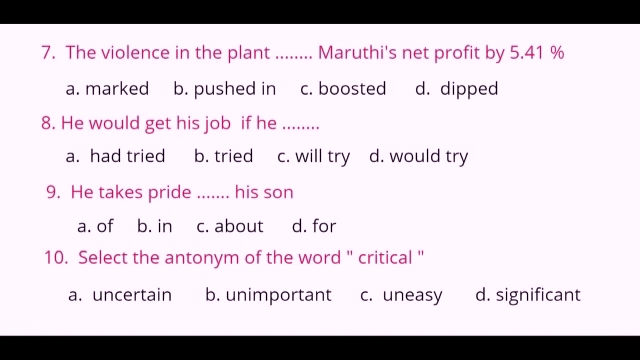 7. The violence in the plant ........ Maruthi's net profit by 5.41 %
a. marked b. pushed in c. boosted d. dipped
8. He would get his job if he ........
a. had tried b. tried c. will try d. would try
9. He takes pride ....... his son
a. of b. in c. about d. for
10. Select the antonym of the word " critical "
a. uncertain b. unimportant c. uneasy d. significant